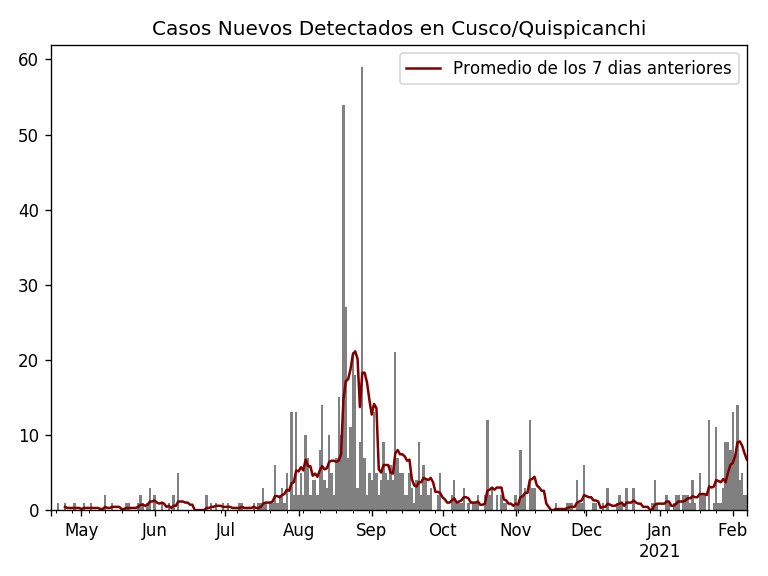 Casos Nuevos Detectados en Cusco/Quispicanchi
Promedio de los 7 dias anteriores
60
50
40
30
20
10
0
May Jun Jul Aug Sep Oct Nov Dec Jan Feb
2021